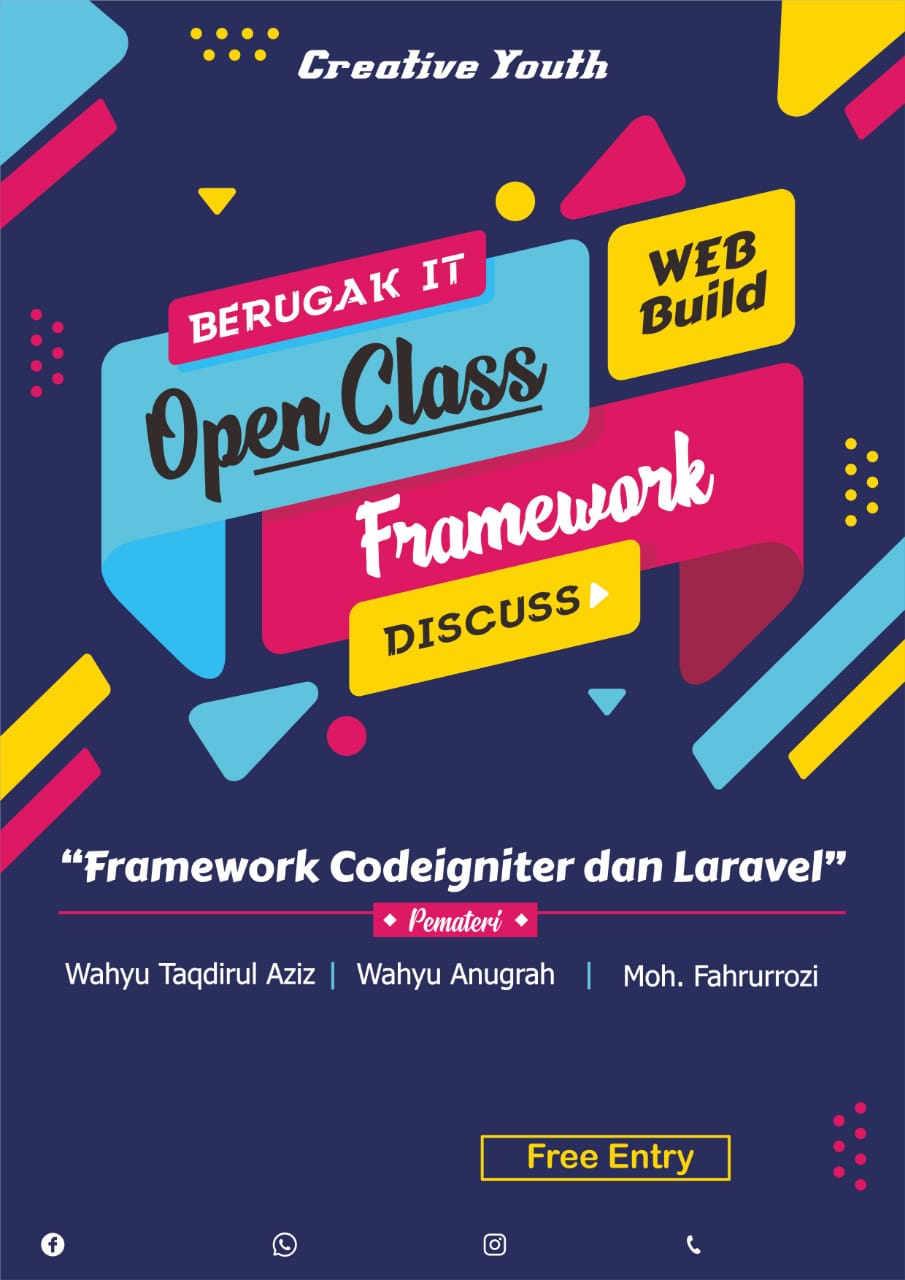 Creative Youth
BERUGAK IT
WEB
Build
Open Class
Framework
DISCUSS
“Framework Codeigniter dan Laravel”
Pemateri
Wahyu Taqdirul Aziz | Wahyu Anugrah | Moh. Fahrurrozi
Free Entry